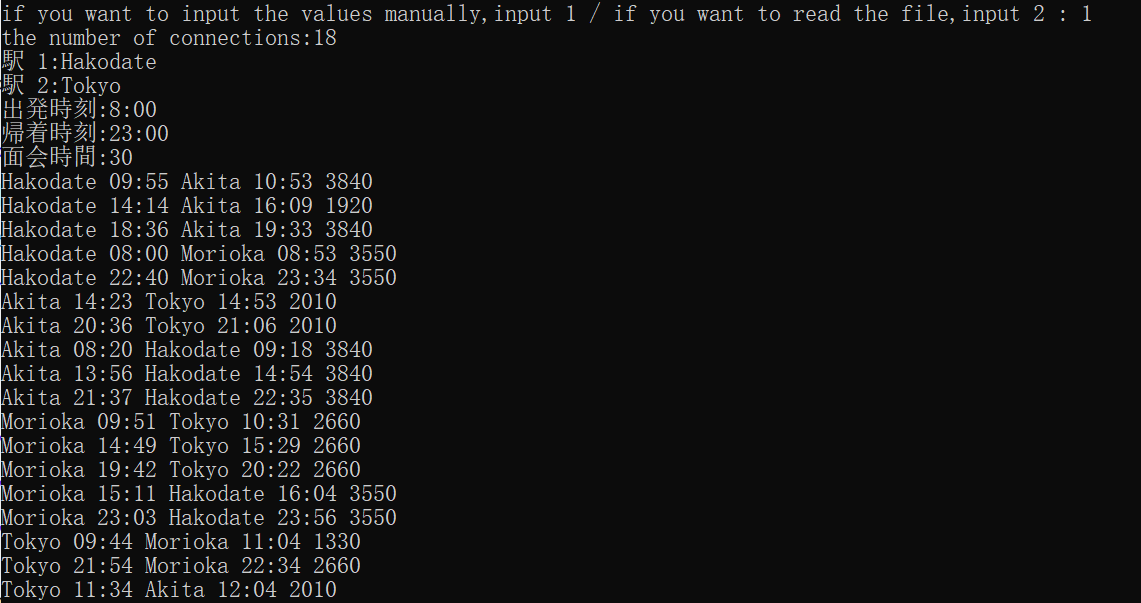 if you want to input the values manually,input 1 / if you want to read the file,input 2 : 1
the number of connections:18
駅 1:Hakodate
駅 2:Tokyo
出発時刻:8:00
帰着時刻:23:00
面会時間:30
Hakodate 09:55 Akita 10:53 3840
Hakodate 14:14 Akita 16:09 1920
Hakodate 18:36 Akita 19:33 3840
Hakodate 08:00 Morioka 08:53 3550
Hakodate 22:40 Morioka 23:34 3550
Akita 14:23 Tokyo 14:53 2010
Akita 20:36 Tokyo 21:06 2010
Akita 08:20 Hakodate 09:18 3840
Akita 13:56 Hakodate 14:54 3840
Akita 21:37 Hakodate 22:35 3840
Morioka 09:51 Tokyo 10:31 2660
Morioka 14:49 Tokyo 15:29 2660
Morioka 19:42 Tokyo 20:22 2660
Morioka 15:11 Hakodate 16:04 3550
Morioka 23:03 Hakodate 23:56 3550
Tokyo 09:44 Morioka 11:04 1330
Tokyo 21:54 Morioka 22:34 2660
Tokyo 11:34 Akita 12:04 2010